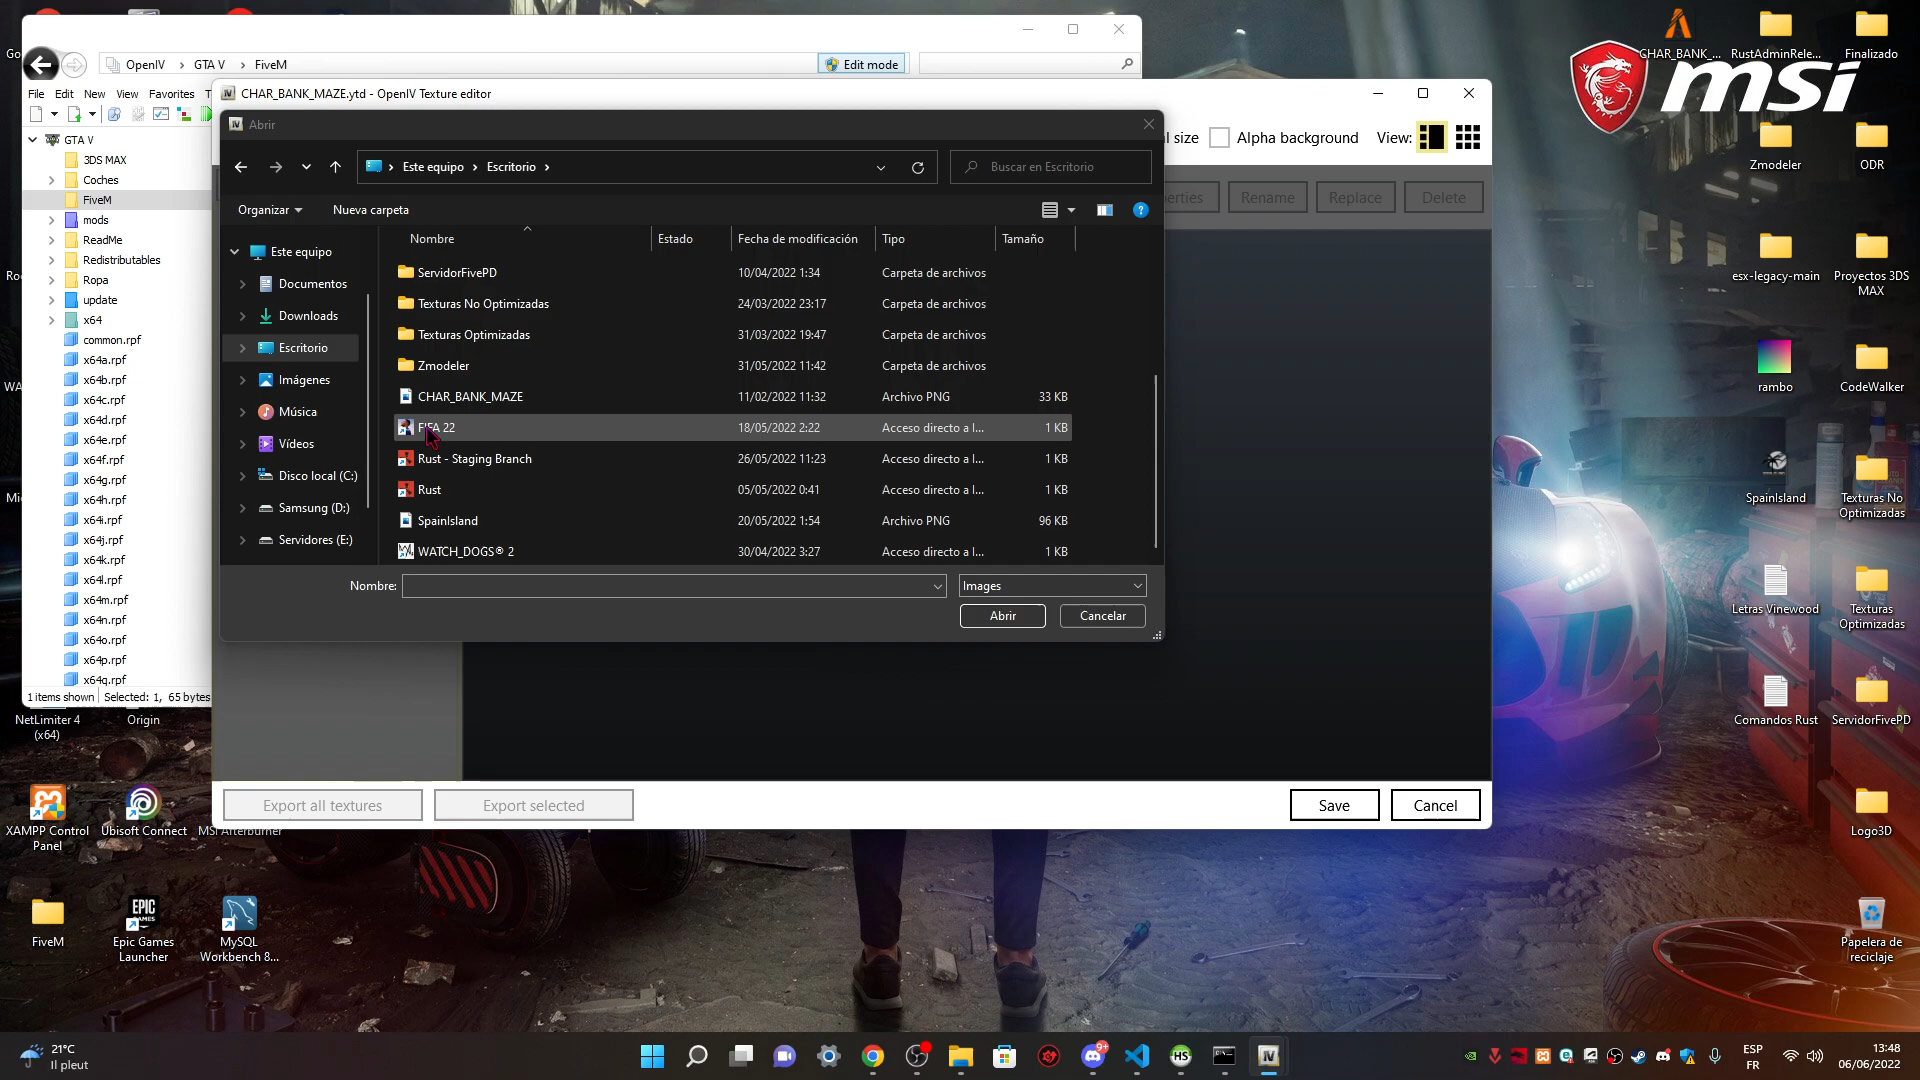 OpenIV
GTA V
FiveM
Edit mode
File Edit New View Favorites T
GTA V
3DS MAX
Coches
FiveM
mods
ReadMe
Redistributables
Ropa
update
x64
common.rpf
x64a.rpf
x64b.rpf
x64c.rpf
x64d.rpf
x64e.rpf
x64f.rpf
x64g.rpf
x64h.rpf
x64i.rpf
x64j.rpf
x64k.rpf
x64l.rpf
x64m.rpf
x64n.rpf
x64o.rpf
x64p.rpf
x64q.rpf
1 items shown Selected: 1, 65 bytes
CHAR_BANK_MAZE.ytd - OpenIV Texture editor
l size Alpha background View:
erties Rename Replace Delete
Abrir
Este equipo Escritorio
Buscar en Escritorio
Organizar Nueva carpeta
Este equipo
Documentos
Downloads
Escritorio
Imágenes
Música
Vídeos
Disco local (C:)
Samsung (D:)
Servidores (E:)
Nombre Estado Fecha de modificación Tipo Tamaño
ServidorFivePD 10/04/2022 1:34 Carpeta de archivos
Texturas No Optimizadas 24/03/2022 23:17 Carpeta de archivos
Texturas Optimizadas 31/03/2022 19:47 Carpeta de archivos
Zmodeler 31/05/2022 11:42 Carpeta de archivos
CHAR_BANK_MAZE 11/02/2022 11:32 Archivo PNG 33 KB
FIFA 22 18/05/2022 2:22 Acceso directo a l... 1 KB
Rust - Staging Branch 26/05/2022 11:23 Acceso directo a l... 1 KB
Rust 05/05/2022 0:41 Acceso directo a l... 1 KB
SpainIsland 20/05/2022 1:54 Archivo PNG 96 KB
WATCH_DOGS® 2 30/04/2022 3:27 Acceso directo a l... 1 KB
Nombre:
Images
Abrir Cancelar
Export all textures Export selected Save Cancel
Go
Ro
WA
Mi
NetLimiter 4
(x64)
Origin
XAMPP Control
Panel
Ubisoft Connect
MSI Afterburner
FiveM
EPIC
GAMES
Epic Games
Launcher
MySQL
Workbench 8...
CHAR_BANK_... RustAdminRele... Finalizado
msi
Zmodeler ODR
esx-legacy-main
Proyectos 3DS
MAX
rambo CodeWalker
SpainIsland
Texturas No
Optimizadas
Letras Vinewood
Texturas
Optimizadas
Comandos Rust ServidorFivePD
Logo3D
Papelera de
reciclaje
21°C
Il pleut
9+
HS
IV
ESP
FR
13:48
06/06/2022